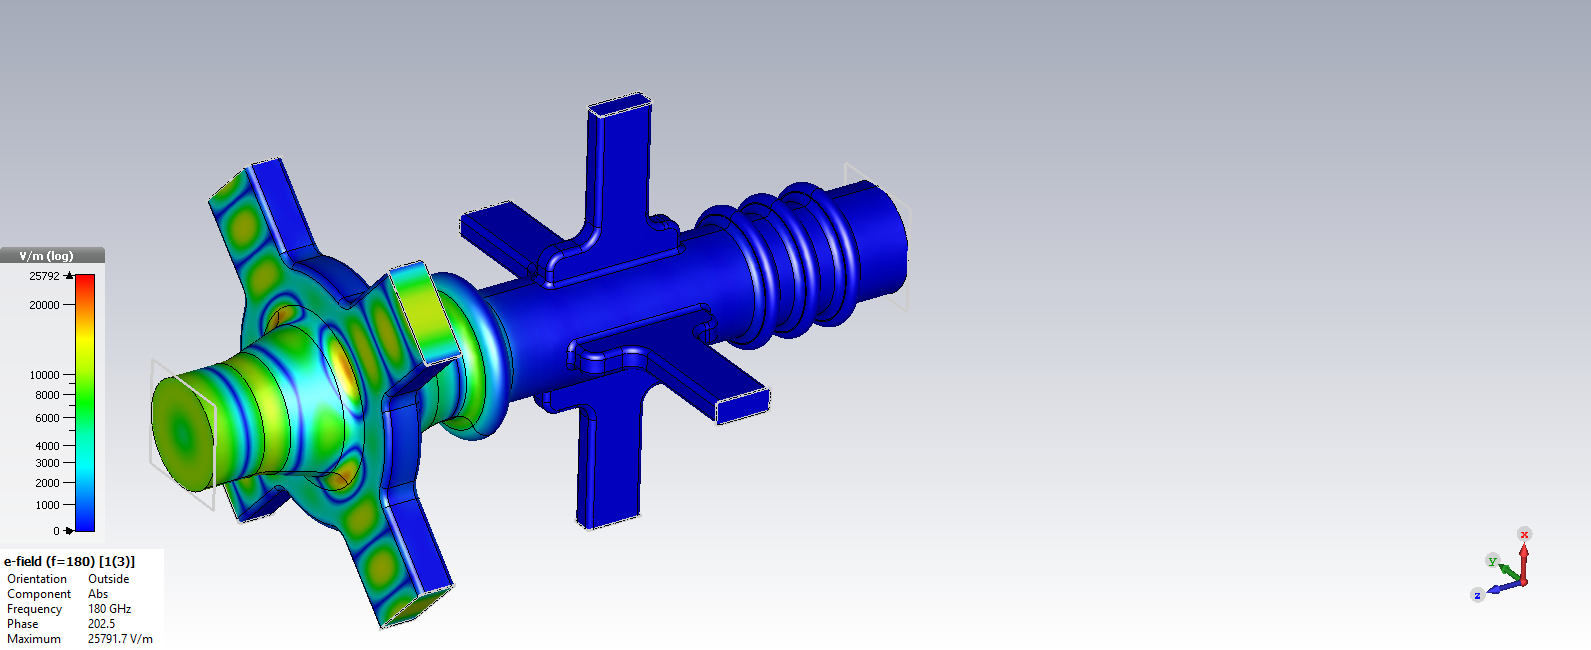 V/m (log)
25792
20000
10000
8000
6000
4000
3000
2000
1000
0
e-field (f=180) [1(3)]
Orientation Outside
Component Abs
Frequency 180 GHz
Phase 202.5
Maximum 25791.7 V/m
x
Y
z